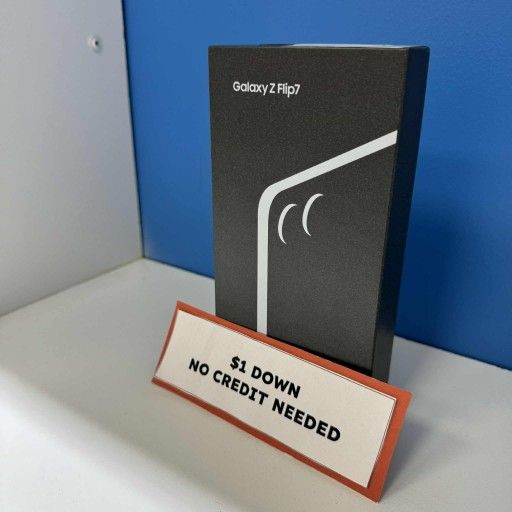 Galaxy Z Flip7
$1 DOWN
NO CREDIT NEEDED